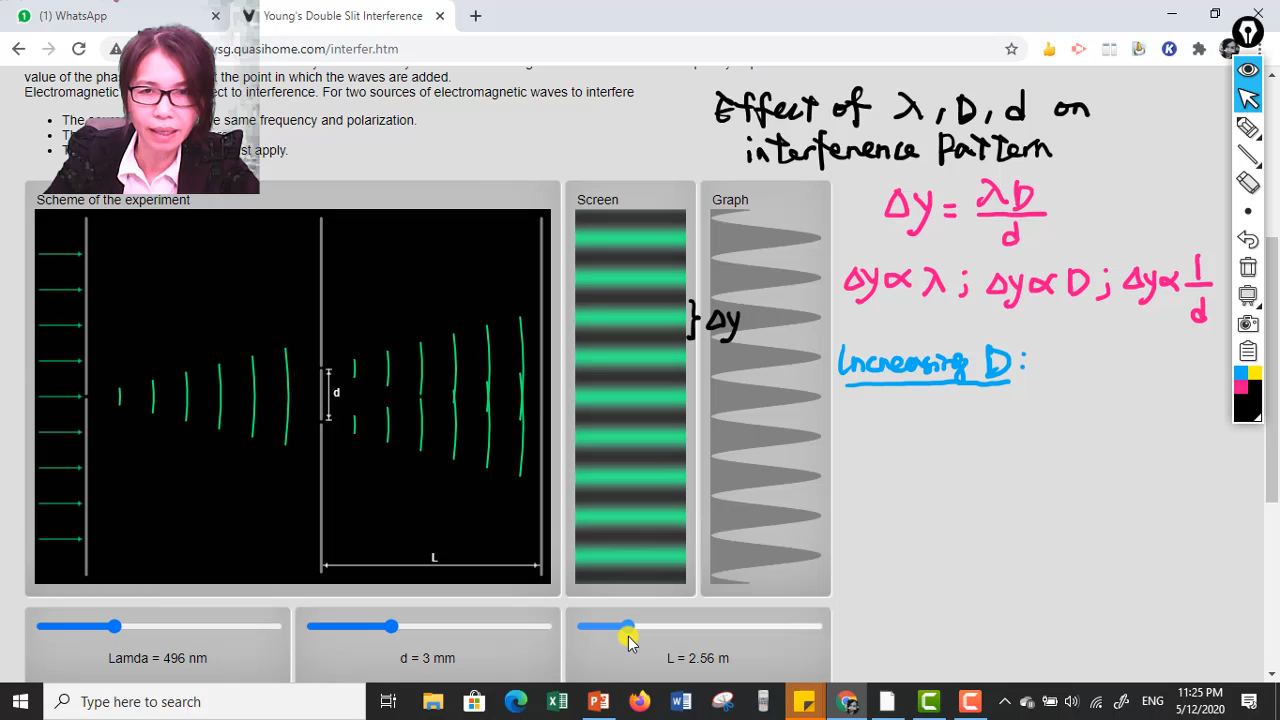 (1) WhatsApp
Young's Double Slit Interference
ysg.quasihome.com/interfer.htm
value of the pha
t the point in which the waves are added.
Electromagnetic
ct to interference. For two sources of electromagnetic waves to interfere
The
e same frequency and polarization.
st apply.
Effect of λ, D, d on
interference Pattern
Δy = λD/d
Δy ∝ λ ; Δy ∝ D ; Δy ∝ 1/d
Increasing D :
Scheme of the experiment
Screen
Graph
} Δy
d
L
Lamda = 496 nm
d = 3 mm
L = 2.56 m
Type here to search
ENG
11:25 PM
5/12/2020